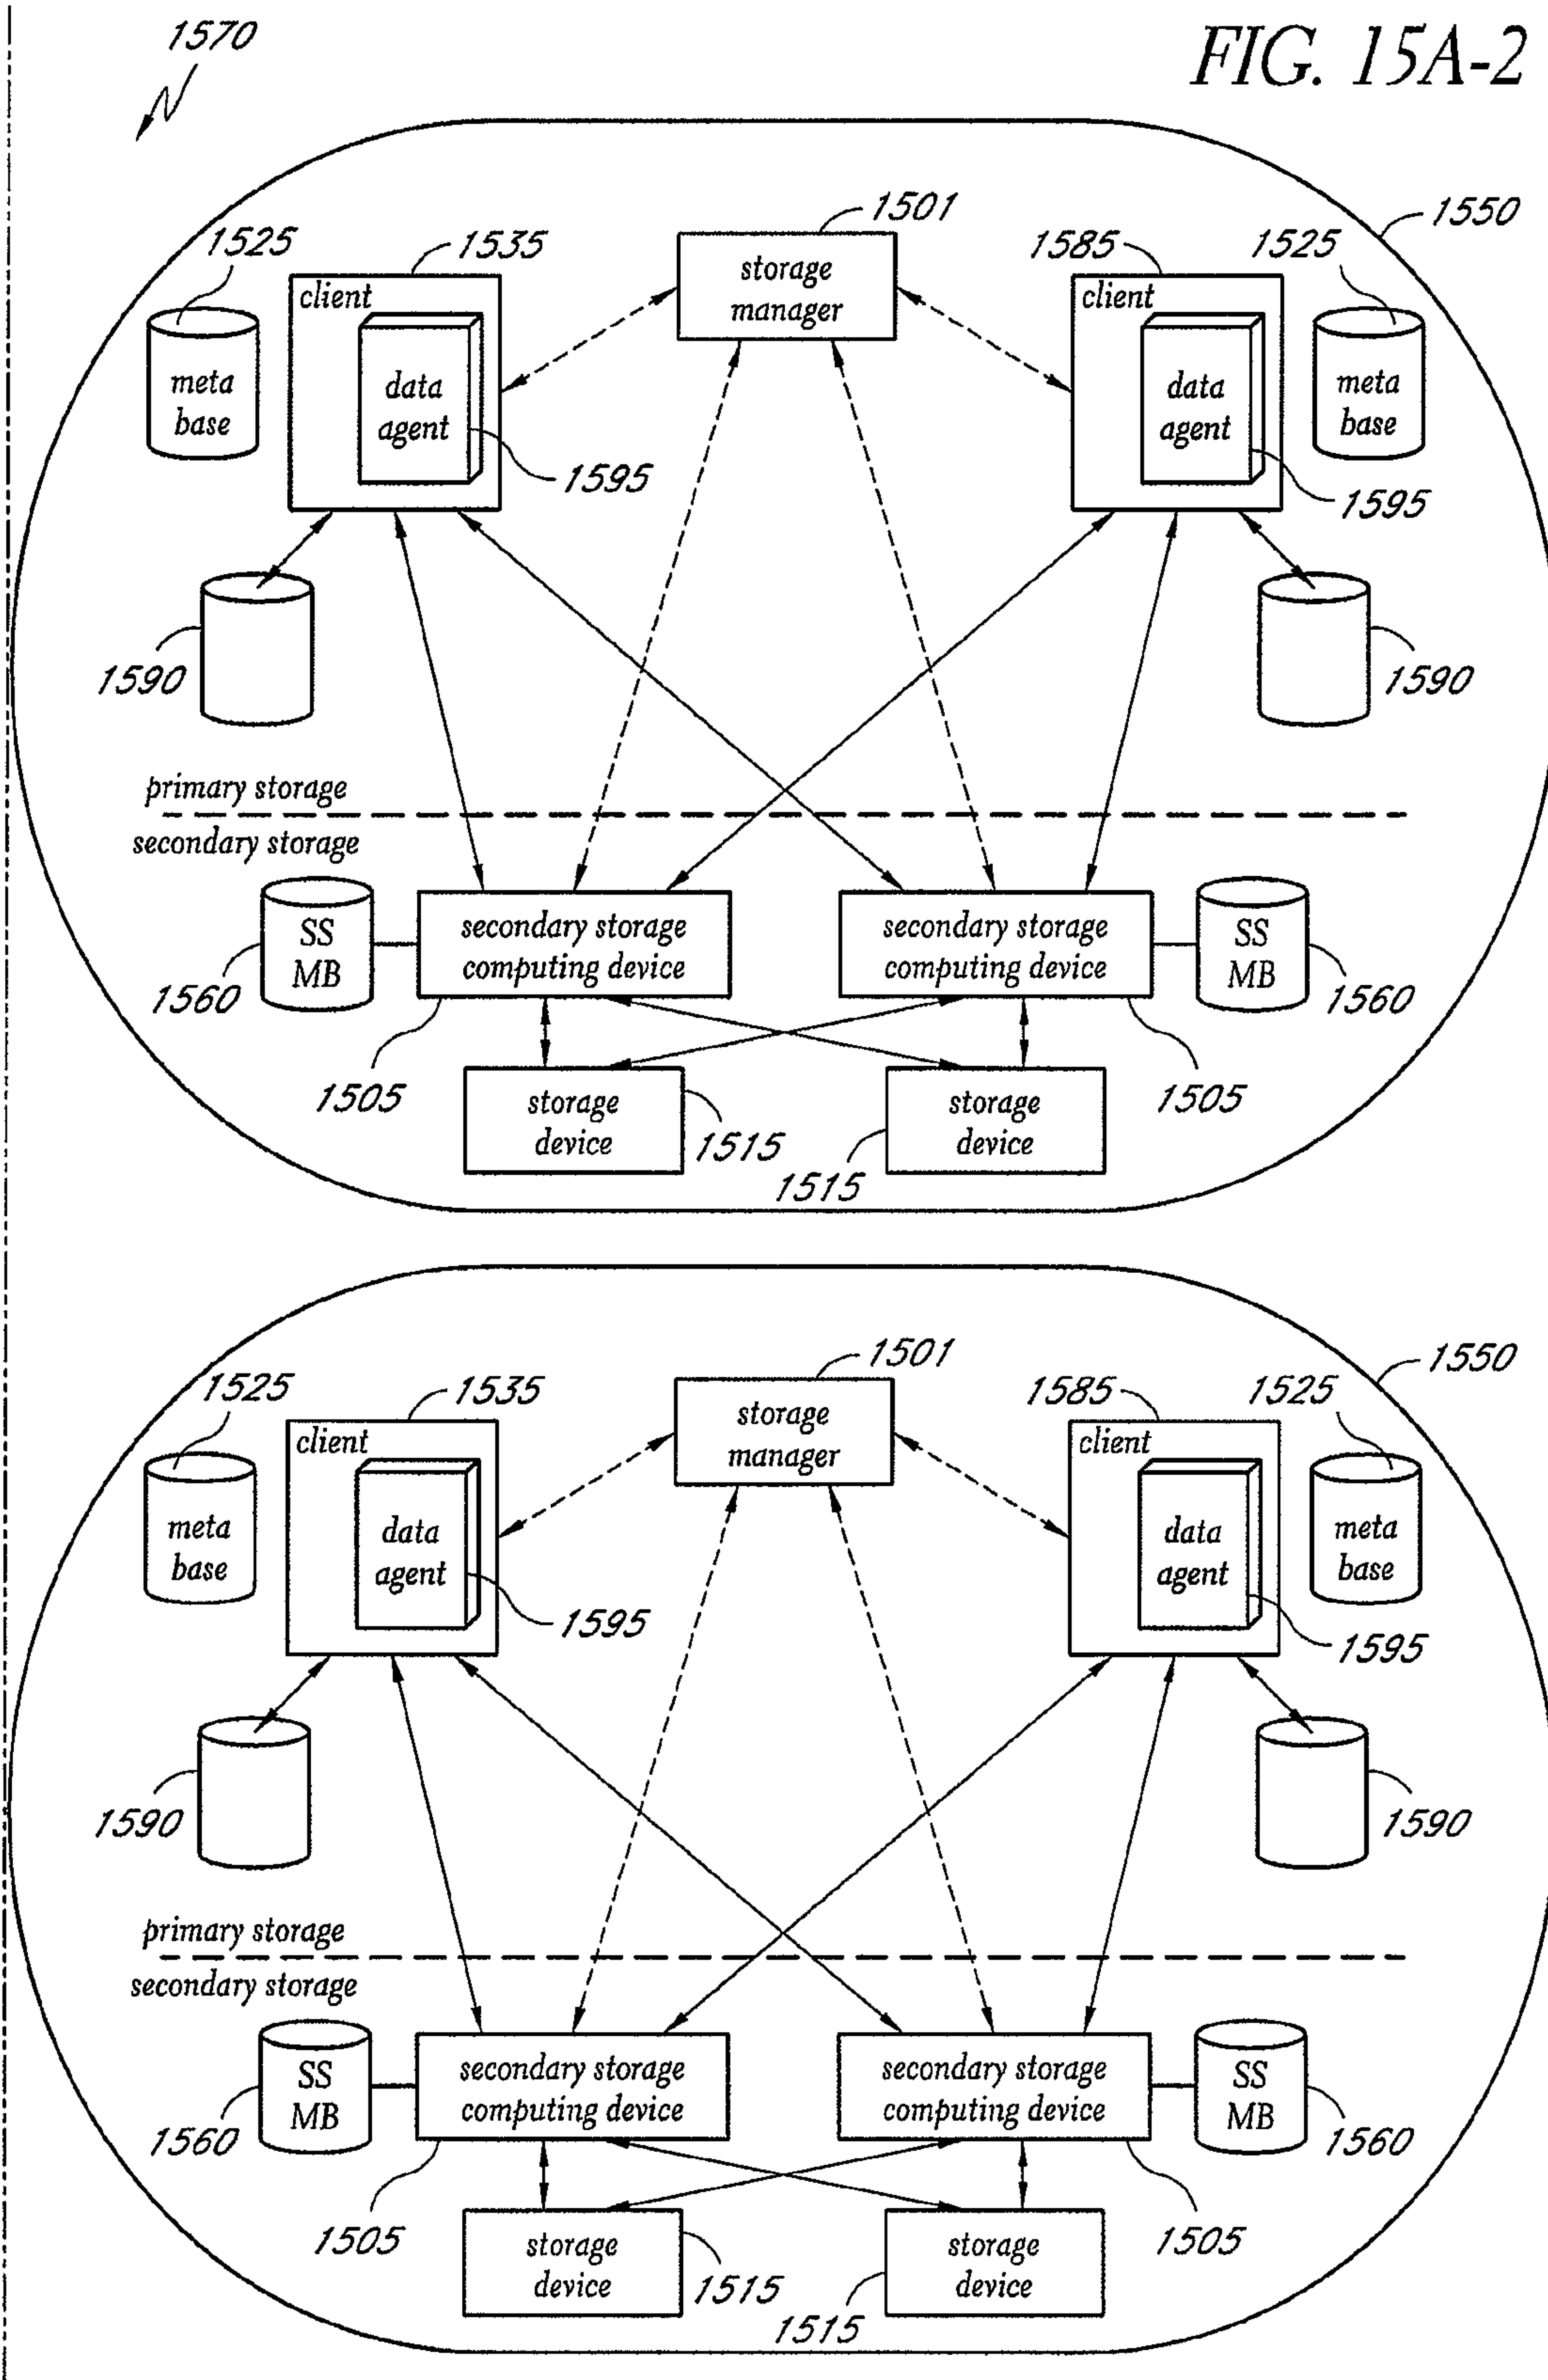 1570
FIG. 15A-2
1501
1550
1525
1535
1585
1525
client
storage
manager
client
meta
base
data
agent
data
agent
meta
base
1595
1595
1590
1590
primary storage
secondary storage
SS
MB
secondary storage
computing device
secondary storage
computing device
SS
MB
1560
1560
1505
storage
device
1515
storage
device
1505
1515
1501
1550
1525
1535
1585
1525
client
storage
manager
client
meta
base
data
agent
data
agent
meta
base
1595
1595
1590
1590
primary storage
secondary storage
SS
MB
secondary storage
computing device
secondary storage
computing device
SS
MB
1560
1560
1505
storage
device
1515
storage
device
1505
1515